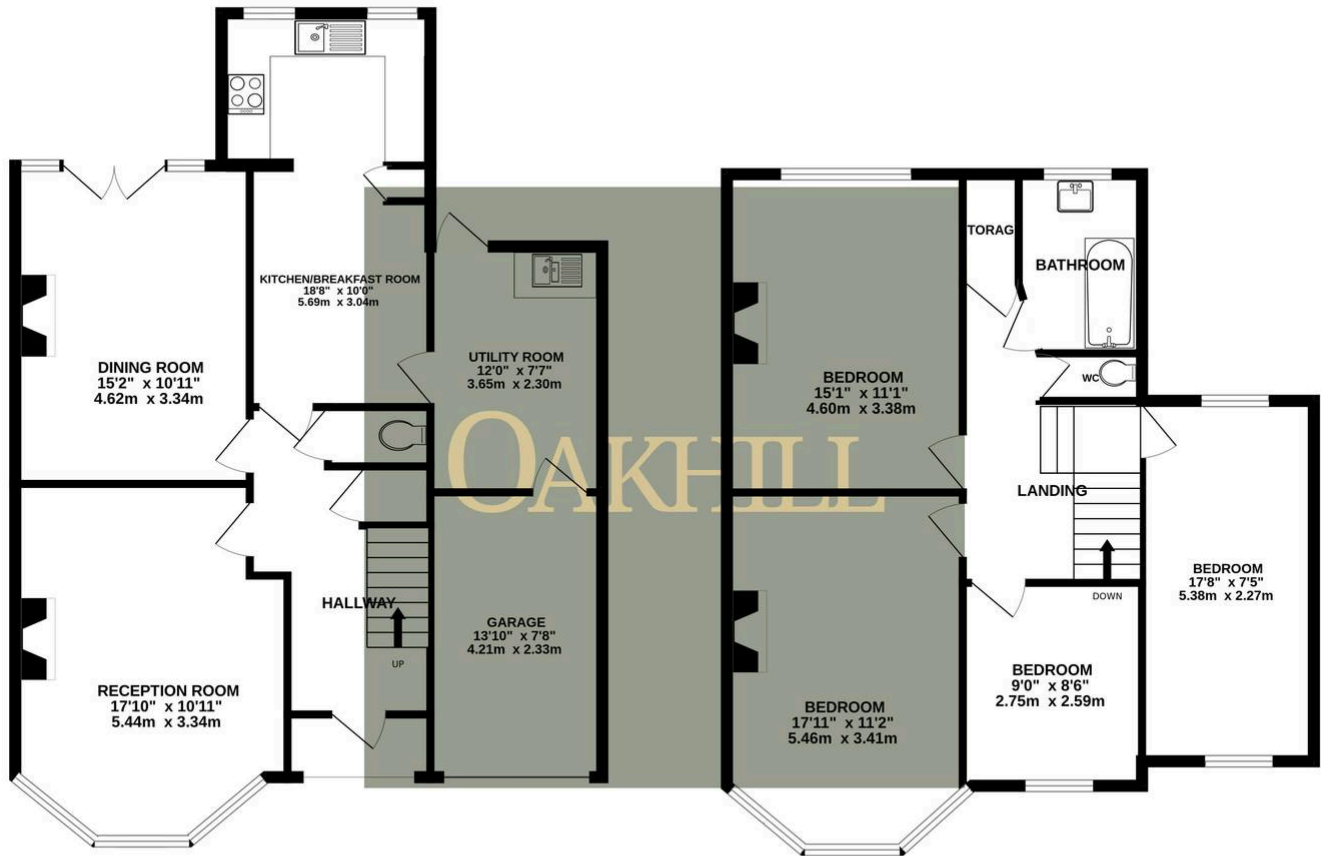 KITCHEN/BREAKFAST ROOM
18'8" x 10'0"
5.69m x 3.04m
DINING ROOM
15'2" x 10'11"
4.62m x 3.34m
UTILITY ROOM
12'0" x 7'7"
3.65m x 2.30m
OAKHILL
HALLWAY
UP
GARAGE
13'10" x 7'8"
4.21m x 2.33m
RECEPTION ROOM
17'10" x 10'11"
5.44m x 3.34m
TORAG
BATHROOM
WC
BEDROOM
15'1" x 11'1"
4.60m x 3.38m
LANDING
DOWN
BEDROOM
17'8" x 7'5"
5.38m x 2.27m
BEDROOM
9'0" x 8'6"
2.75m x 2.59m
BEDROOM
17'11" x 11'2"
5.46m x 3.41m